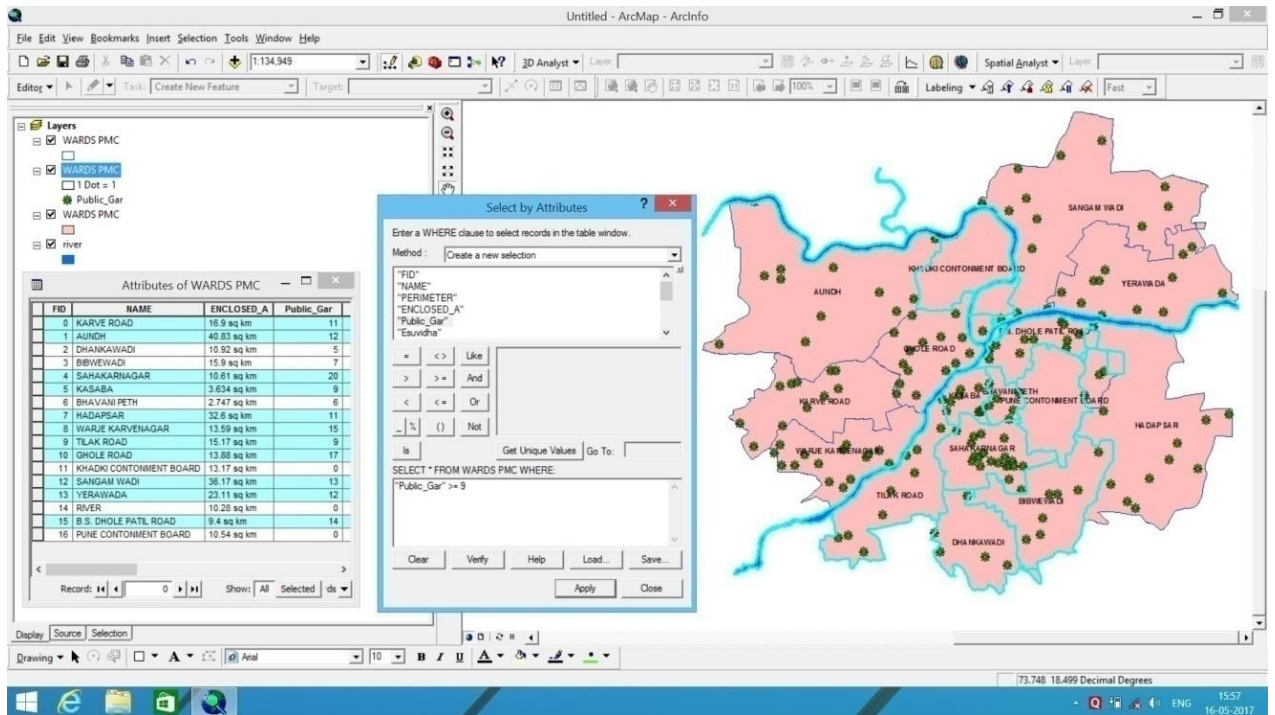 Untitled - ArcMap - ArcInfo
File Edit View Bookmarks Insert Selection Tools Window Help
1:134,949 3D Analyst Layer: Spatial Analyst Layer:
Editor Task: Create New Feature Target: 100% Labeling Fast
Layers
WARDS PMC
WARDS PMC
1 Dot = 1
Public_Gar
WARDS PMC
river
Attributes of WARDS PMC
FID NAME ENCLOSED_A Public_Gar
0 KARVE ROAD 16.9 sq km 11
1 AUNDH 40.83 sq km 12
2 DHANKAWADI 10.92 sq km 5
3 BIBWEWADI 15.9 sq km 7
4 SAHAKARNAGAR 10.61 sq km 20
5 KASABA 3.634 sq km 9
6 BHAVANI PETH 2.747 sq km 6
7 HADAPSAR 32.6 sq km 11
8 WARJE KARVENAGAR 13.59 sq km 15
9 TILAK ROAD 15.17 sq km 9
10 GHOLE ROAD 13.88 sq km 17
11 KHADKI CONTONMENT BOARD 13.17 sq km 0
12 SANGAM WADI 36.17 sq km 13
13 YERAWADA 23.11 sq km 12
14 RIVER 10.28 sq km 0
15 B.S. DHOLE PATIL ROAD 9.4 sq km 14
16 PUNE CONTONMENT BOARD 10.54 sq km 0
Record: 0 Show: All Selected ds
Select by Attributes ?
Enter a WHERE clause to select records in the table window.
Method : Create a new selection
"FID"
"NAME"
"PERIMETER"
"ENCLOSED_A"
"Public_Gar"
"Esuvidha"
= <> Like
> >= And
< <= Or
_ % () Not
Is Get Unique Values Go To:
SELECT * FROM WARDS PMC WHERE:
"Public_Gar" >= 9
Clear Verify Help Load... Save...
Apply Close
SANGAM WADI
KHADKI CONTONMENT BOARD
YERAWADA
AUNDH
B.S. DHOLE PATIL ROAD
GHOLE ROAD
KASABA BHAVANI PETH
KARVE ROAD PUNE CONTONMENT BOARD
HADAPSAR
WARJE KARVENAGAR SAHAKARNAGAR
TILAK ROAD BIBWEWADI
DHANKAWADI
Display Source Selection
Drawing A Arial 10 B I U A
73.748 18.499 Decimal Degrees
ENG 15:57
16-05-2017